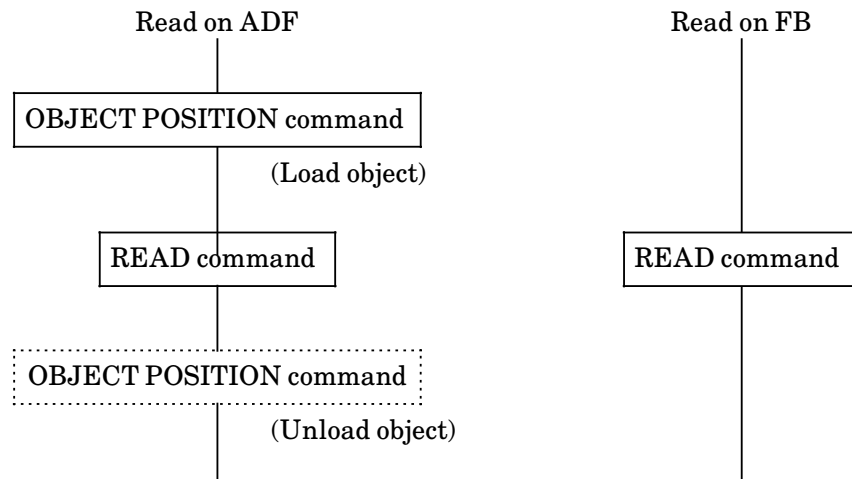 Read on ADF
Read on FB
OBJECT POSITION command
(Load object)
READ command
READ command
OBJECT POSITION command
(Unload object)